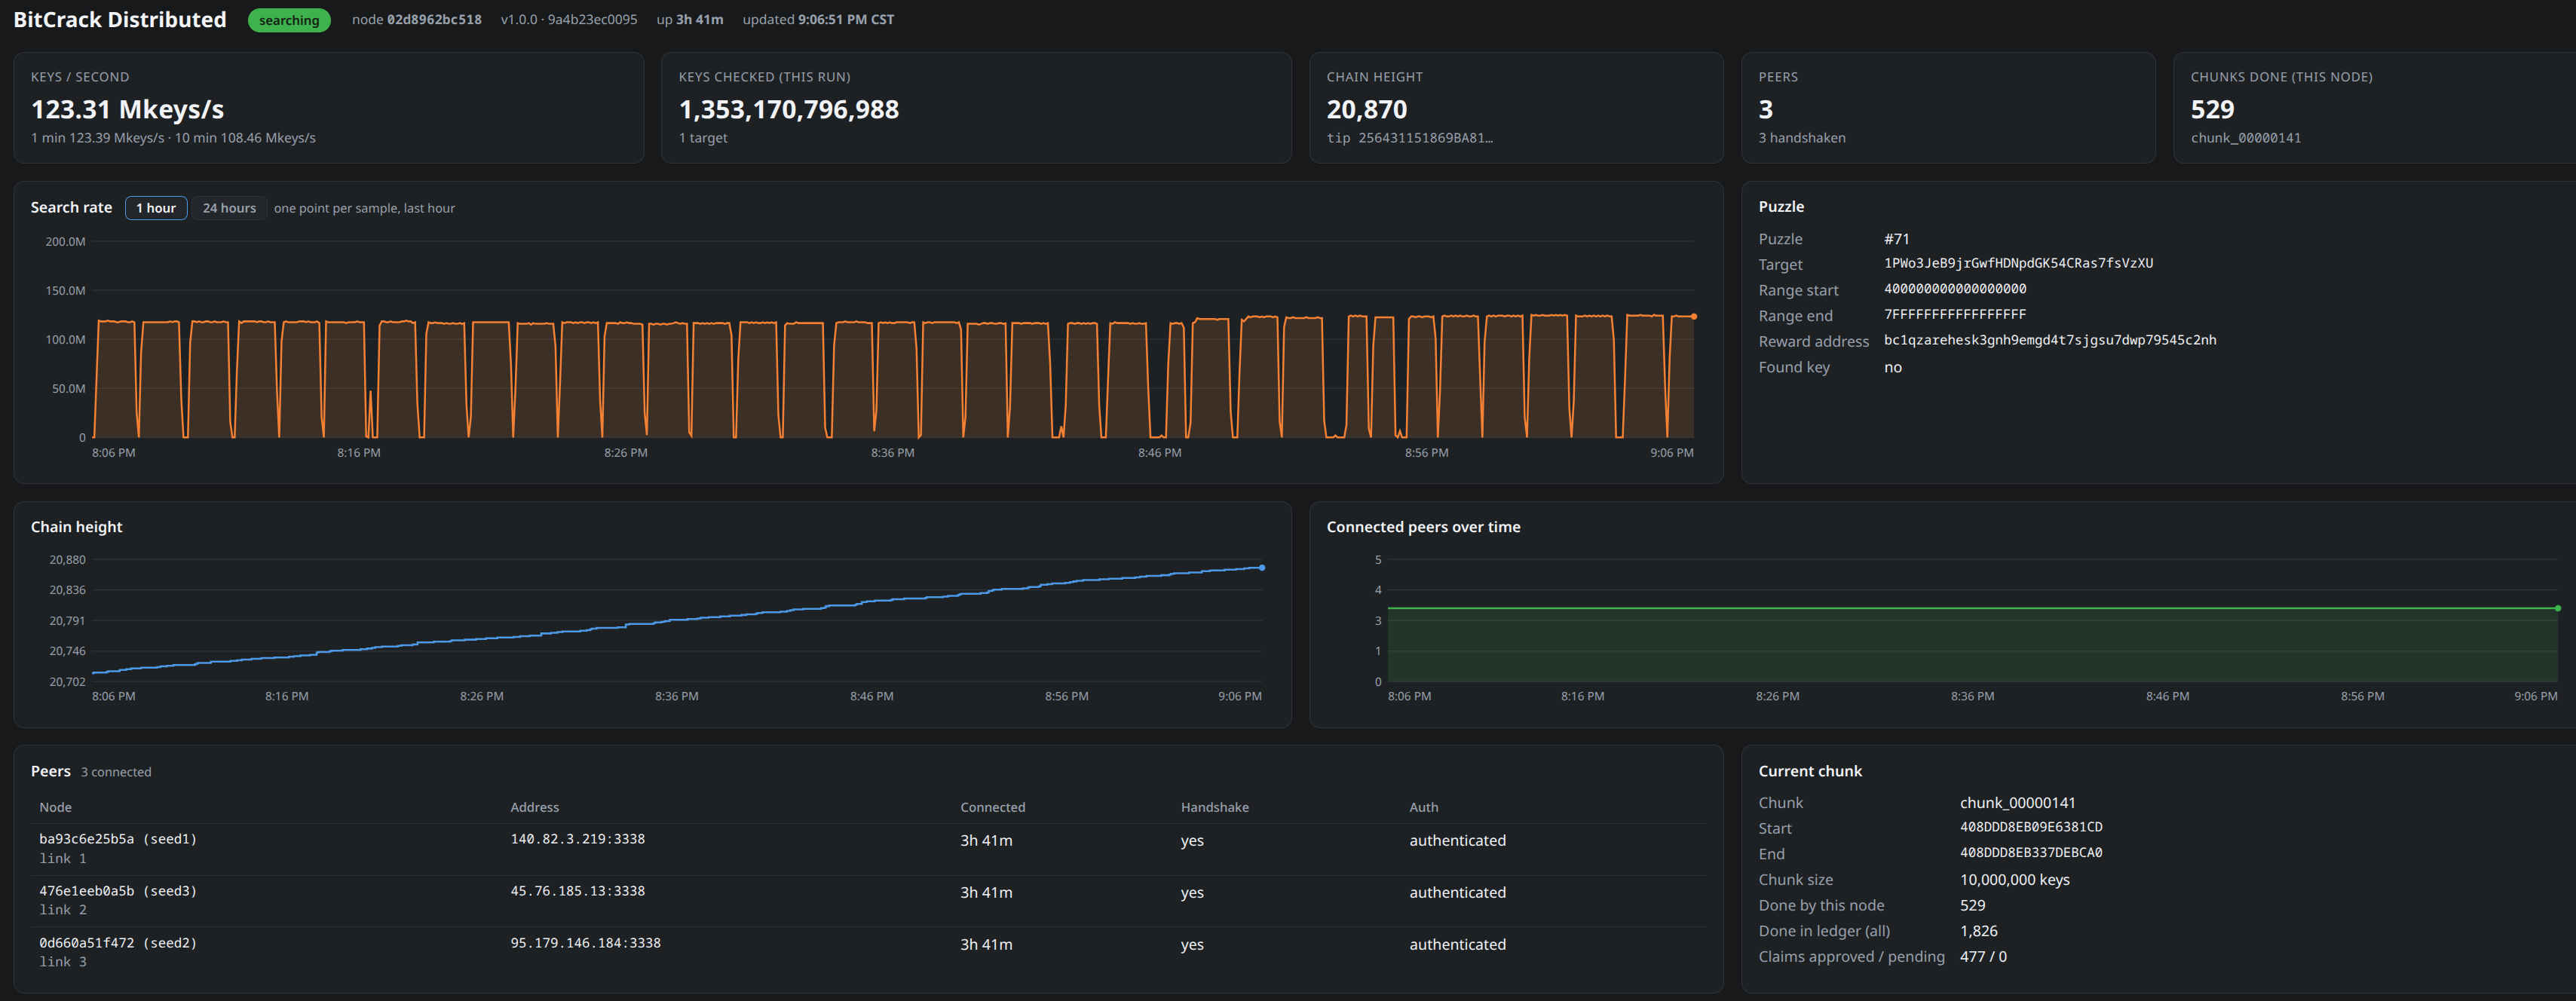 BitCrack Distributed searching node 02d8962bc518 v1.0.0 · 9a4b23ec0095 up 3h 41m updated 9:06:51 PM CST
KEYS / SECOND
123.31 Mkeys/s
1 min 123.39 Mkeys/s · 10 min 108.46 Mkeys/s
KEYS CHECKED (THIS RUN)
1,353,170,796,988
1 target
CHAIN HEIGHT
20,870
tip 256431151869BA81…
PEERS
3
3 handshaken
CHUNKS DONE (THIS NODE)
529
chunk_00000141
Search rate 1 hour 24 hours one point per sample, last hour
200.0M
150.0M
100.0M
50.0M
0
8:06 PM 8:16 PM 8:26 PM 8:36 PM 8:46 PM 8:56 PM 9:06 PM
Puzzle
Puzzle #71
Target 1PWo3JeB9jrGwfHDNpdGK54CRas7fsVzXU
Range start 400000000000000000
Range end 7FFFFFFFFFFFFFFFFF
Reward address bc1qzarehesk3gnh9emgd4t7sjgsu7dwp79545c2nh
Found key no
Chain height
20,880
20,836
20,791
20,746
20,702
8:06 PM 8:16 PM 8:26 PM 8:36 PM 8:46 PM 8:56 PM 9:06 PM
Connected peers over time
5
4
3
1
0
8:06 PM 8:16 PM 8:26 PM 8:36 PM 8:46 PM 8:56 PM 9:06 PM
Peers 3 connected
Node Address Connected Handshake Auth
ba93c6e25b5a (seed1) 140.82.3.219:3338 3h 41m yes authenticated
link 1
476e1eeb0a5b (seed3) 45.76.185.13:3338 3h 41m yes authenticated
link 2
0d660a51f472 (seed2) 95.179.146.184:3338 3h 41m yes authenticated
link 3
Current chunk
Chunk chunk_00000141
Start 408DDD8EB09E6381CD
End 408DDD8EB337DEBCA0
Chunk size 10,000,000 keys
Done by this node 529
Done in ledger (all) 1,826
Claims approved / pending 477 / 0